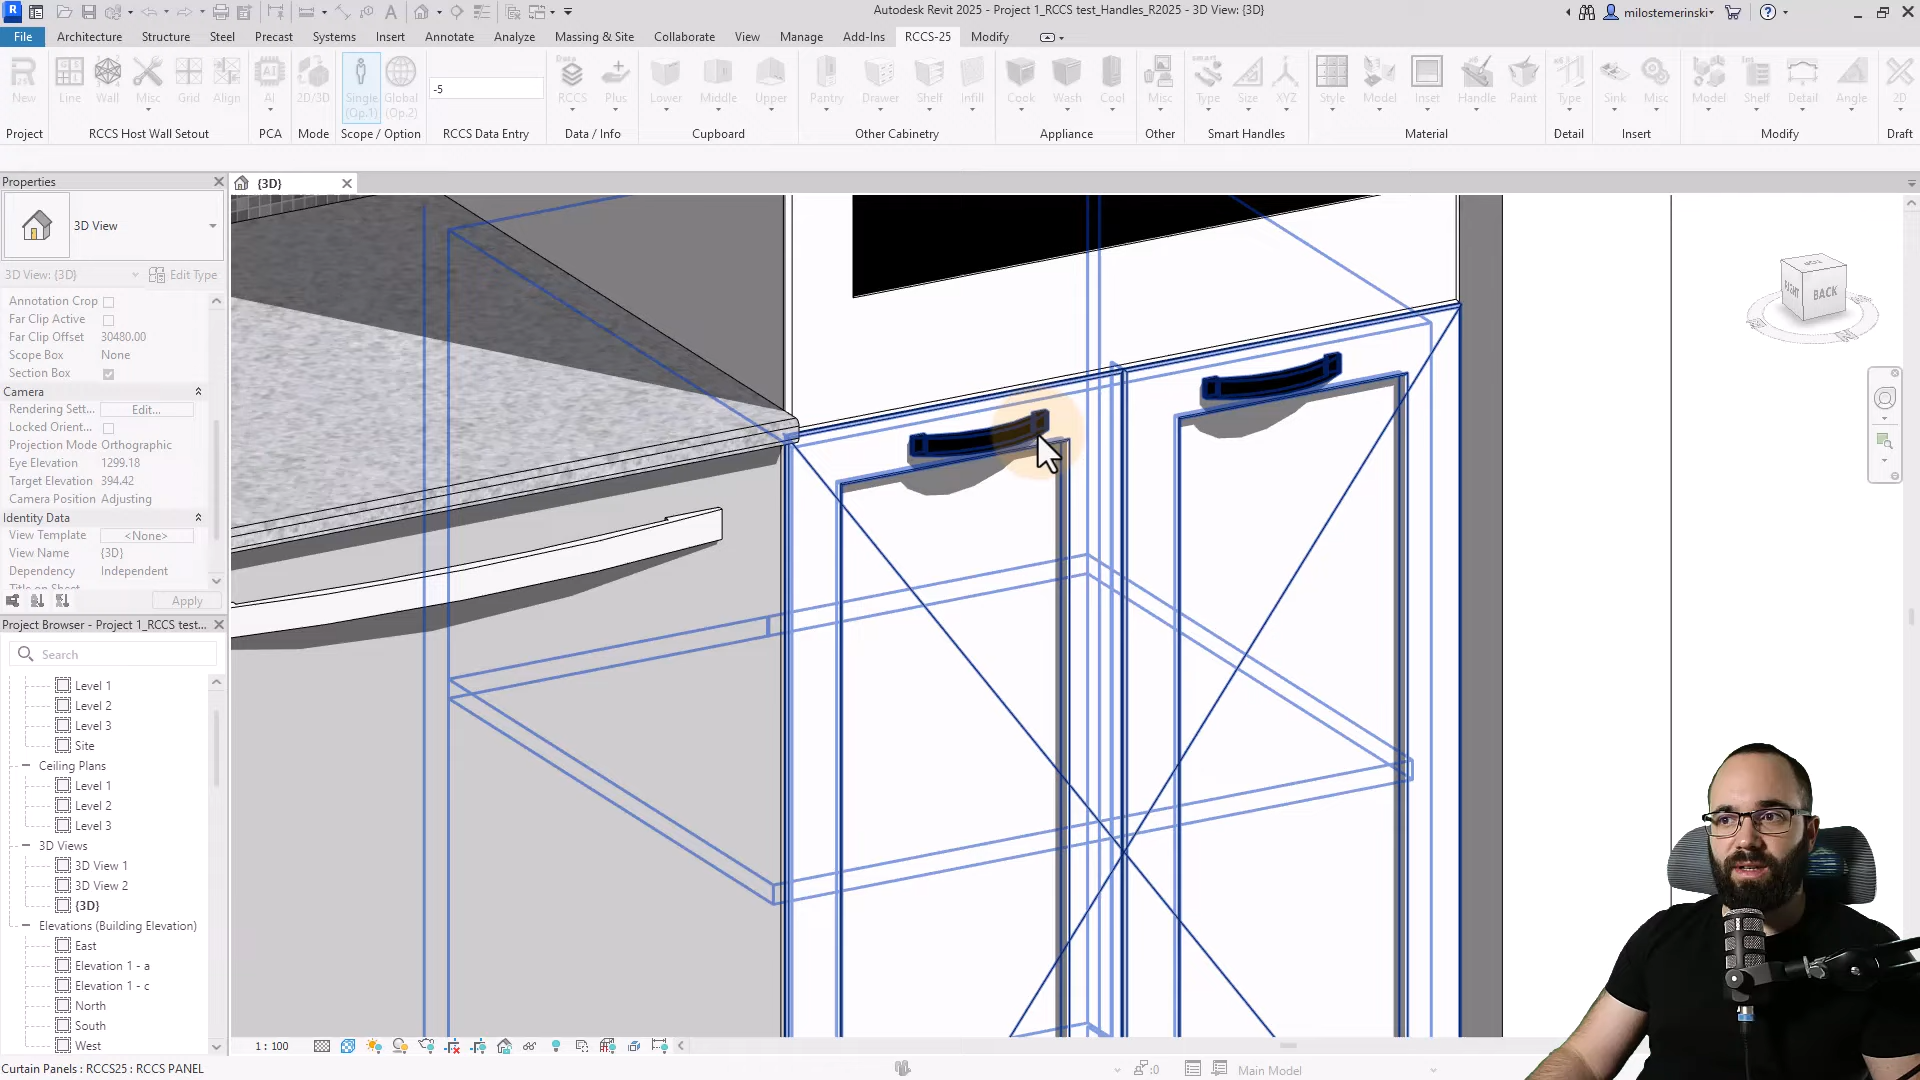 Autodesk Revit 2025 - Project 1_RCCS test_Handles_R2025 - 3D View: {3D}
milostemerinski
File Architecture Structure Steel Precast Systems Insert Annotate Analyze Massing & Site Collaborate View Manage Add-Ins RCCS-25 Modify
-5
New Line Wall Misc Grid Align AI 2D/3D Single (Op.1) Global (Op.2) RCCS Plus Lower Middle Upper Pantry Drawer Shelf Infill Cook Wash Cool Misc Type Size XYZ Style Model Inset Handle Paint Type Sink Misc Model Shelf Detail Angle 2D
Project RCCS Host Wall Setout PCA Mode Scope / Option RCCS Data Entry Data / Info Cupboard Other Cabinetry Appliance Other Smart Handles Material Detail Insert Modify Draft
Properties
{3D}
3D View
3D View: {3D}
Edit Type
Annotation Crop
Far Clip Active
Far Clip Offset 30480.00
Scope Box None
Section Box
Camera
Rendering Sett... Edit...
Locked Orient...
Projection Mode Orthographic
Eye Elevation 1299.18
Target Elevation 394.42
Camera Position Adjusting
Identity Data
View Template <None>
View Name {3D}
Dependency Independent
Apply
Project Browser - Project 1_RCCS test...
Search
Level 1
Level 2
Level 3
Site
Ceiling Plans
Level 1
Level 2
Level 3
3D Views
3D View 1
3D View 2
{3D}
Elevations (Building Elevation)
East
Elevation 1 - a
Elevation 1 - c
North
South
West
TOP
RIGHT
BACK
1 : 100
Curtain Panels : RCCS25 : RCCS PANEL
:0
Main Model